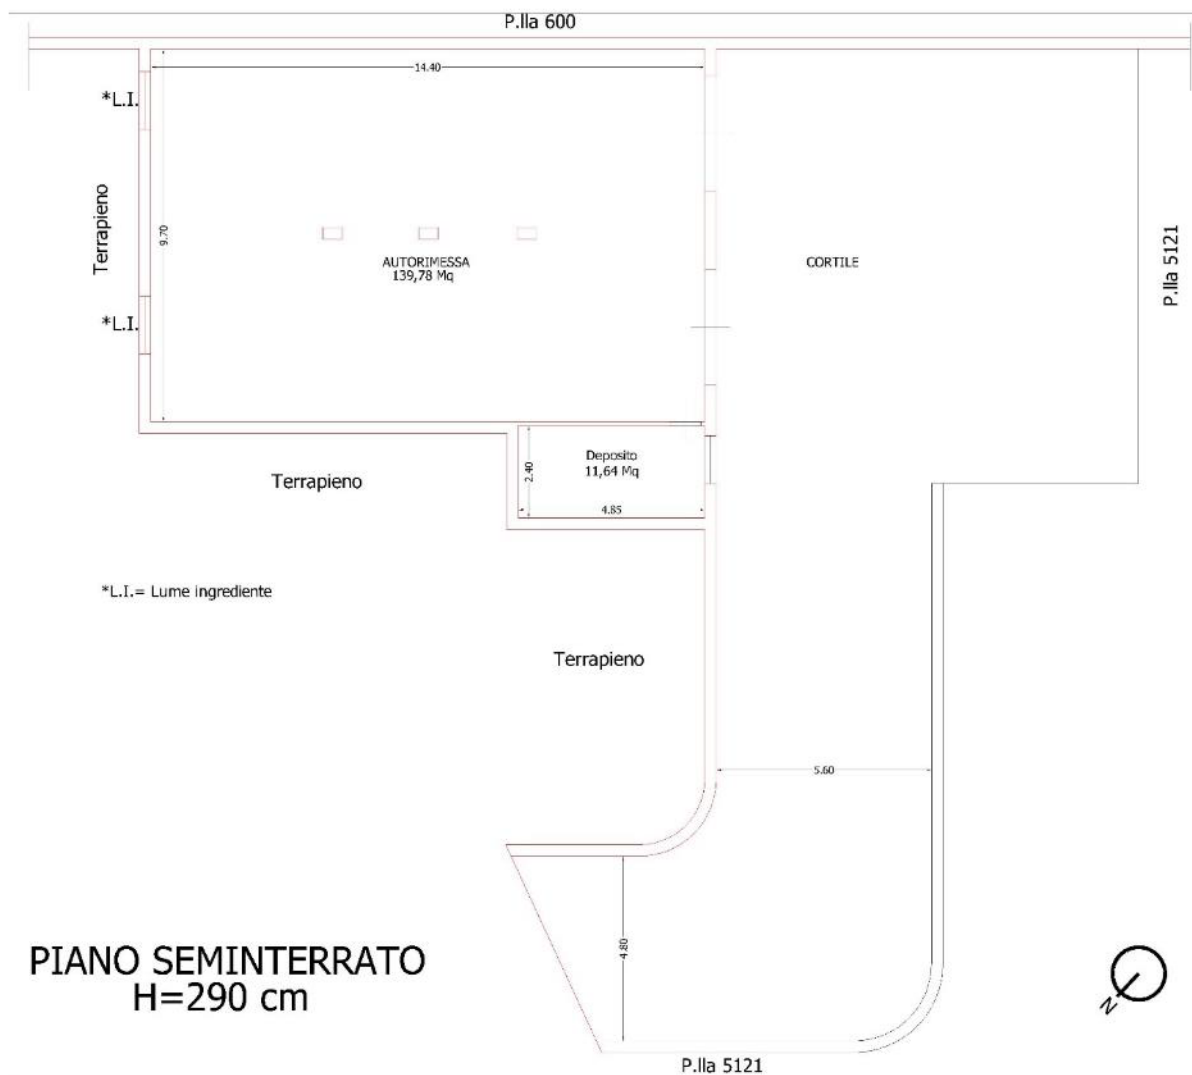 P.lla 600
14.40
*L.I.
Terrapieno
9.70
AUTORIMESSA
139,78 Mq
CORTILE
P.lla 5121
*L.I.
Terrapieno
Deposito
11,64 Mq
2.40
4.85
*L.I.= Lume ingrediente
Terrapieno
5.60
4.80
PIANO SEMINTERRATO
H=290 cm
N
P.lla 5121